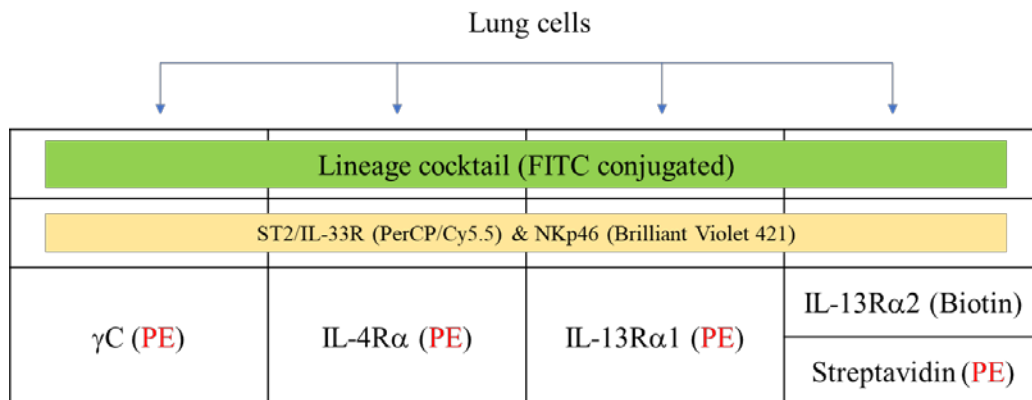 Lung cells
Lineage cocktail (FITC conjugated)
ST2/IL-33R (PerCP/Cy5.5) & NKp46 (Brilliant Violet 421)
γC (PE)
IL-4Rα (PE)
IL-13Rα1 (PE)
IL-13Rα2 (Biotin)
Streptavidin (PE)